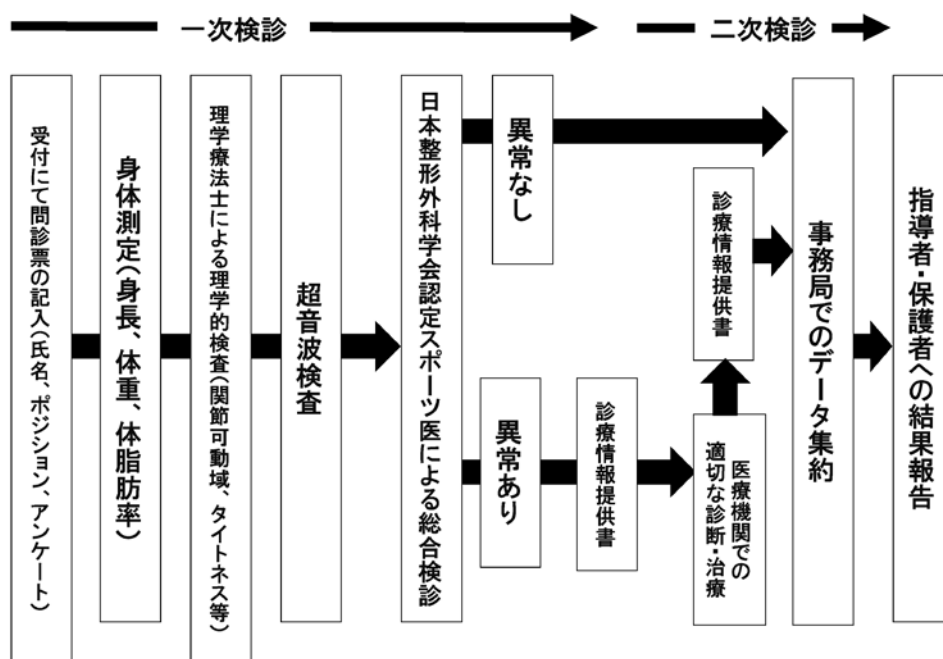 一次検診
二次検診
受付にて問診票の記入(氏名、ポジション、アンケート)
身体測定(身長、体重、体脂肪率)
理学療法士による理学的検査(関節可動域、タイトネス等)
超音波検査
日本整形外科学会認定スポーツ医による総合検診
異常なし
異常あり
診療情報提供書
医療機関での
適切な診断・治療
診療情報提供書
事務局でのデータ集約
指導者・保護者への結果報告